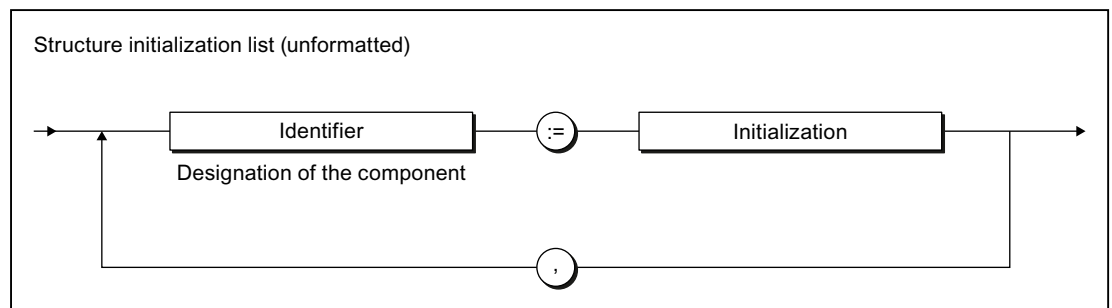 Structure initialization list (unformatted)
Identifier
:=
Initialization
Designation of the component
,